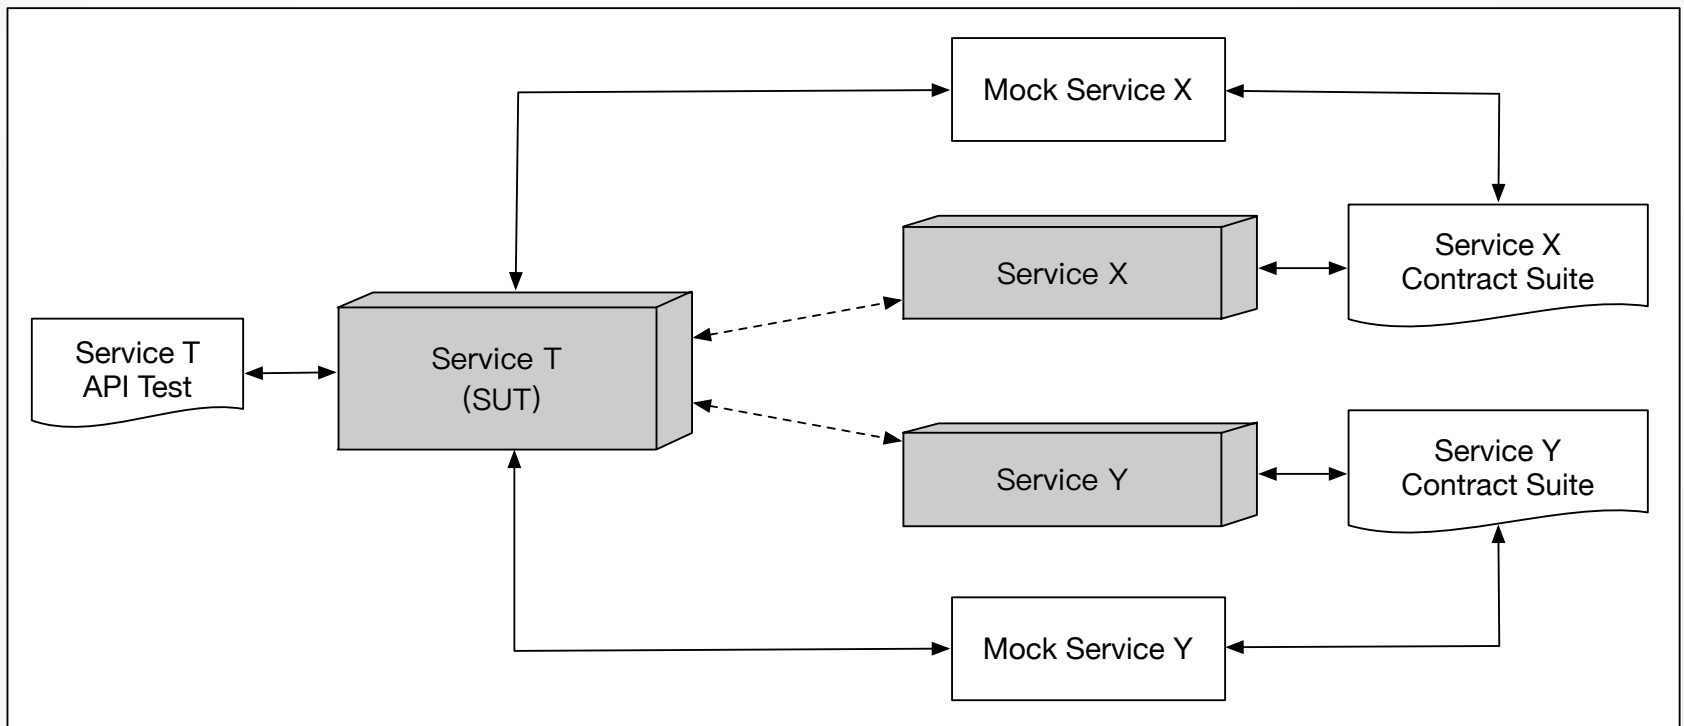 Mock Service X
Service X
Service X
Contract Suite
Service T
API Test
Service T
(SUT)
Service Y
Service Y
Contract Suite
Mock Service Y